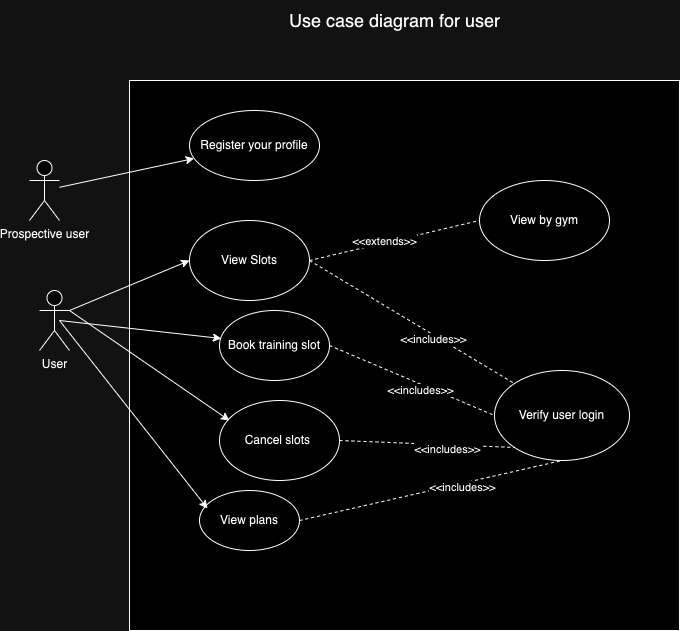 Use case diagram for user
Register your profile
Prospective user
View by gym
<<extends>>
View Slots
<<includes>>
Book training slot
User
<<includes>>
Verify user login
Cancel slots
<<includes>>
<<includes>>
View plans